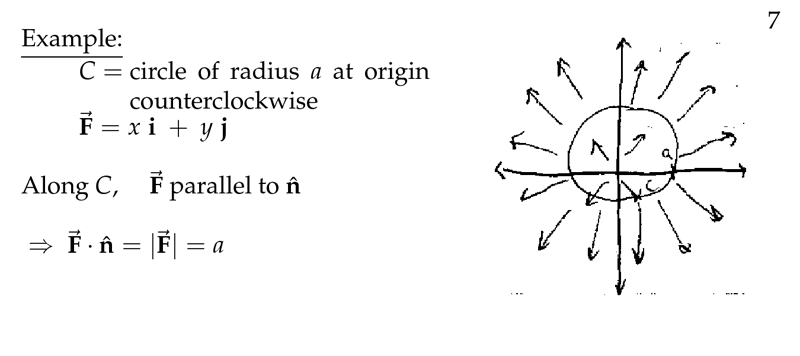 7
Example:
C = circle of radius a at origin
counterclockwise
F⃗ = x i + y j
Along C, F⃗ parallel to n̂
⇒ F⃗ · n̂ = |F⃗| = a
a
C